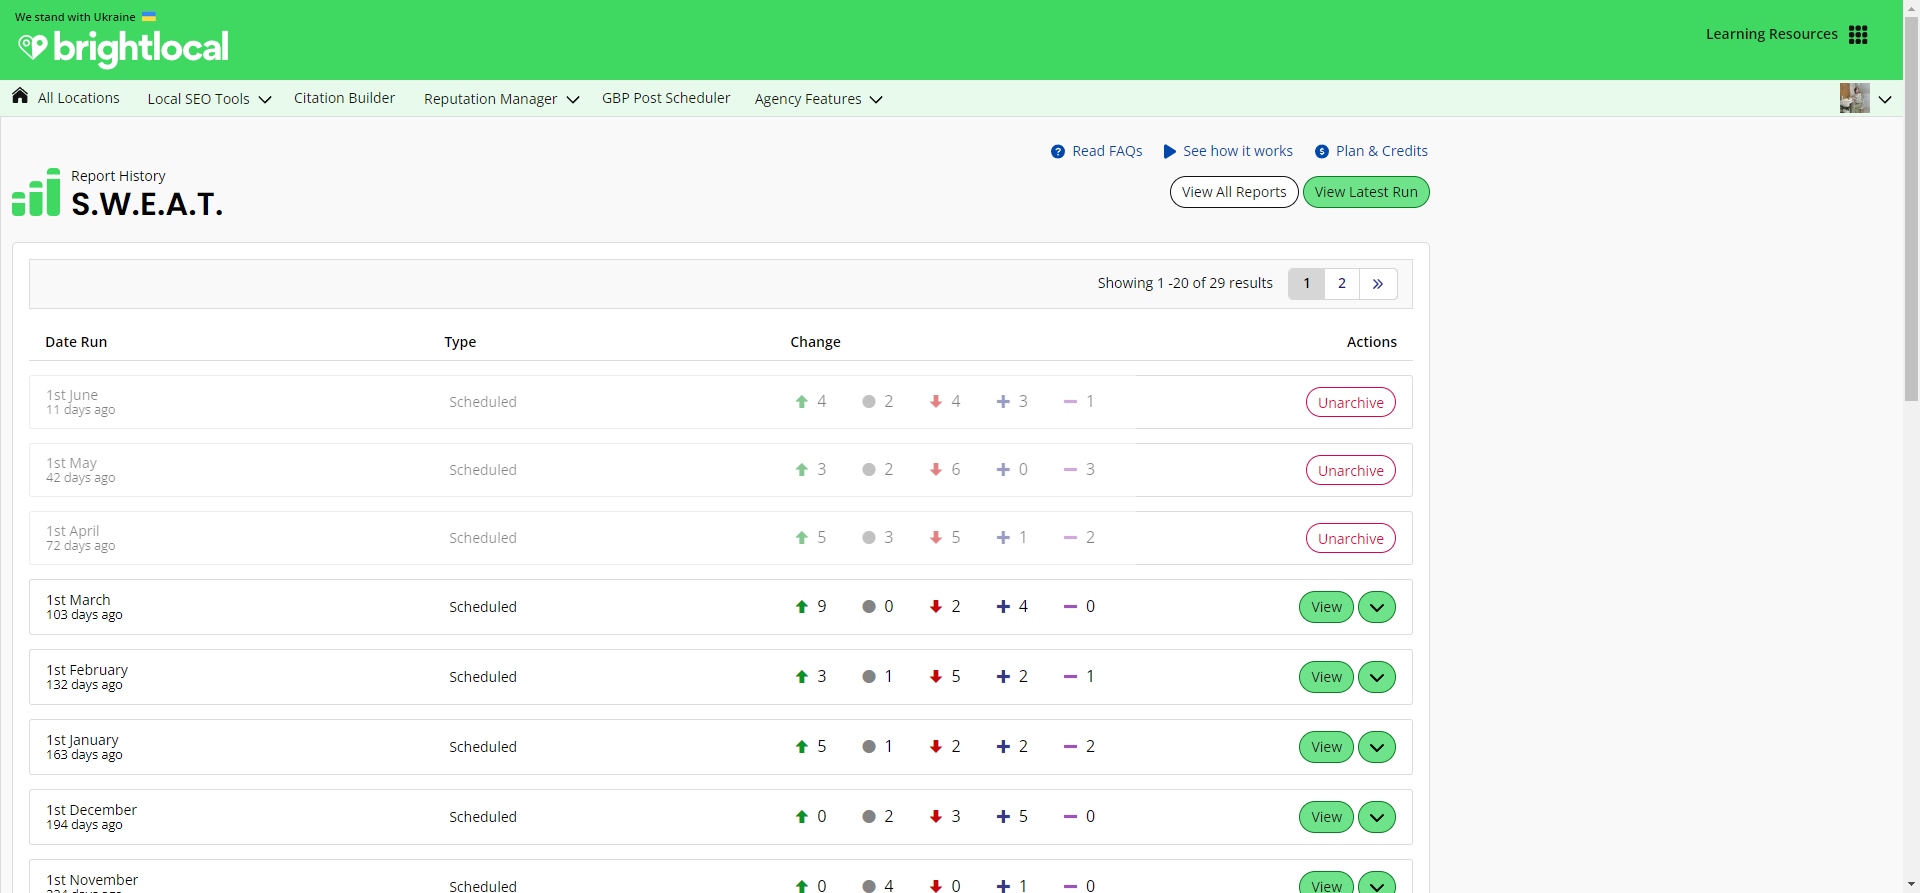 We stand with Ukraine
brightlocal
Learning Resources
All Locations Local SEO Tools Citation Builder Reputation Manager GBP Post Scheduler Agency Features
Read FAQs See how it works Plan & Credits
Report History
S.W.E.A.T.
View All Reports View Latest Run
Showing 1 -20 of 29 results 1 2 »
Date Run Type Change Actions
1st June
11 days ago
Scheduled 4 2 4 3 1 Unarchive
1st May
42 days ago
Scheduled 3 2 6 0 3 Unarchive
1st April
72 days ago
Scheduled 5 3 5 1 2 Unarchive
1st March
103 days ago
Scheduled 9 0 2 4 0 View
1st February
132 days ago
Scheduled 3 1 5 2 1 View
1st January
163 days ago
Scheduled 5 1 2 2 2 View
1st December
194 days ago
Scheduled 0 2 3 5 0 View
1st November
Scheduled 0 4 0 1 0 View